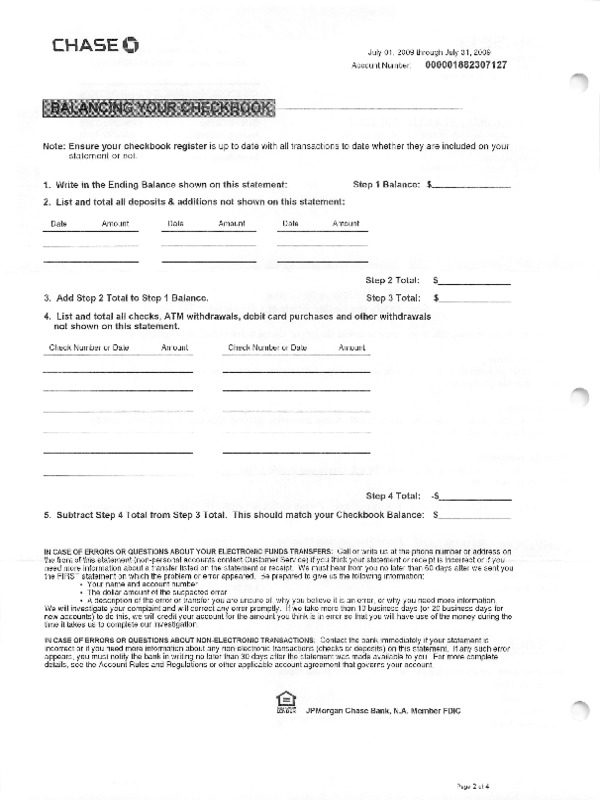 CHASE
July 01, 2009 through July 31, 2009
Account Number: 000001882307127
BALANCING YOUR CHECKBOOK
Note: Ensure your checkbook register is up to date with all transactions to date whether they are included on your
statement or not.
1. Write in the Ending Balance shown on this statement: Step 1 Balance: $
2. List and total all deposits & additions not shown on this statement:
Date Amount Date Amount Date Amount
Step 2 Total: $
3. Add Step 2 Total to Step 1 Balance. Step 3 Total: $
4. List and total all checks, ATM withdrawals, debit card purchases and other withdrawals
not shown on this statement.
Check Number or Date Amount Check Number or Date Amount
Step 4 Total: -$
5. Subtract Step 4 Total from Step 3 Total. This should match your Checkbook Balance: $
IN CASE OF ERRORS OR QUESTIONS ABOUT YOUR ELECTRONIC FUNDS TRANSFERS: Call or write us at the phone number or address on
the front of this statement (non-personal accounts contact Customer Service) if you think your statement or receipt is incorrect or if you
need more information about a transfer listed on the statement or receipt. We must hear from you no later than 60 days after we sent you
the FIRST statement on which the problem or error appeared. Be prepared to give us the following information:
• Your name and account number
• The dollar amount of the suspected error
• A description of the error or transfer you are unsure of, why you believe it is an error, or why you need more information.
We will investigate your complaint and will correct any error promptly. If we take more than 10 business days (or 20 business days for
new accounts) to do this, we will credit your account for the amount you think is in error so that you will have use of the money during the
time it takes us to complete our investigation.
IN CASE OF ERRORS OR QUESTIONS ABOUT NON-ELECTRONIC TRANSACTIONS: Contact the bank immediately if your statement is
incorrect or if you need more information about any non-electronic transactions (checks or deposits) on this statement. If any such error
appears, you must notify the bank in writing no later than 30 days after the statement was made available to you. For more complete
details, see the Account Rules and Regulations or other applicable account agreement that governs your account.
JPMorgan Chase Bank, N.A. Member FDIC
Page 2 of 4